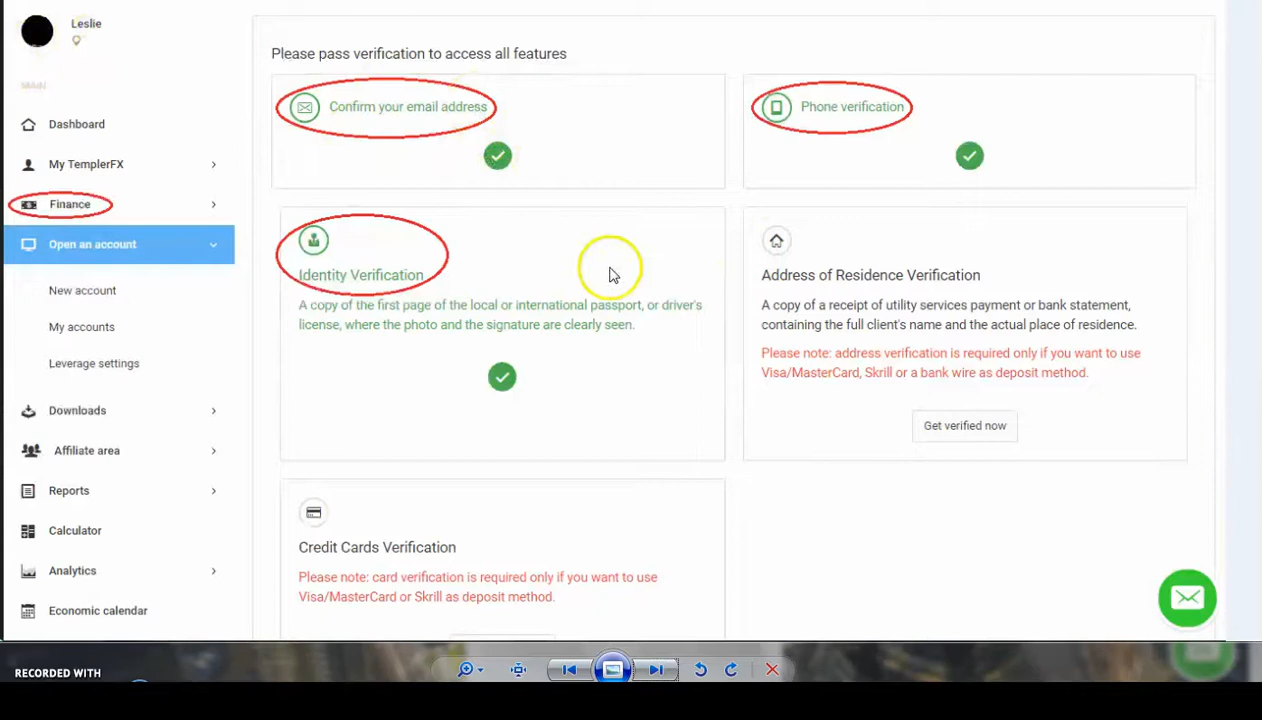 Leslie
MAIN
Dashboard
My TemplerFX
Finance
Open an account
New account
My accounts
Leverage settings
Downloads
Affiliate area
Reports
Calculator
Analytics
Economic calendar
Please pass verification to access all features
Confirm your email address
Phone verification
Identity Verification
A copy of the first page of the local or international passport, or driver's
license, where the photo and the signature are clearly seen.
Address of Residence Verification
A copy of a receipt of utility services payment or bank statement,
containing the full client's name and the actual place of residence.
Please note: address verification is required only if you want to use
Visa/MasterCard, Skrill or a bank wire as deposit method.
Get verified now
Credit Cards Verification
Please note: card verification is required only if you want to use
Visa/MasterCard or Skrill as deposit method.
RECORDED WITH